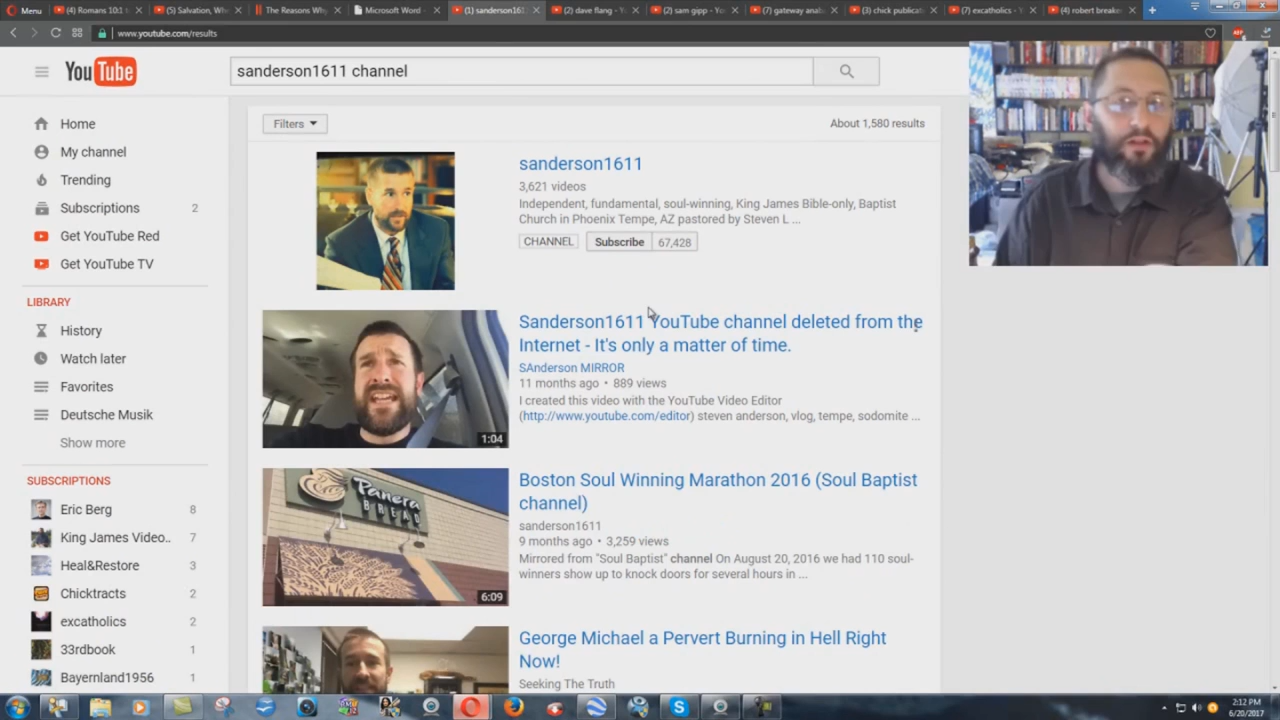 Menu
(4) Romans 10:1 t
(5) Salvation, Whe
The Reasons Why
Microsoft Word -
(1) sanderson161
(2) dave flang - Yo
(2) sam gipp - You
(7) gateway anab
(3) chick publicat
(7) excatholics - Y
(4) robert breake
www.youtube.com/results
YouTube
sanderson1611 channel
Home
My channel
Trending
Subscriptions 2
Get YouTube Red
Get YouTube TV
LIBRARY
History
Watch later
Favorites
Deutsche Musik
Show more
SUBSCRIPTIONS
Eric Berg 8
King James Video.. 7
Heal&Restore 3
Chicktracts 2
excatholics 2
33rdbook 1
Bayernland1956 1
Filters
About 1,580 results
sanderson1611
3,621 videos
Independent, fundamental, soul-winning, King James Bible-only, Baptist
Church in Phoenix Tempe, AZ pastored by Steven L ...
CHANNEL Subscribe 67,428
Sanderson1611 YouTube channel deleted from the
Internet - It's only a matter of time.
SAnderson MIRROR
11 months ago • 889 views
I created this video with the YouTube Video Editor
(http://www.youtube.com/editor) steven anderson, vlog, tempe, sodomite ...
1:04
Boston Soul Winning Marathon 2016 (Soul Baptist
channel)
sanderson1611
9 months ago • 3,259 views
Mirrored from "Soul Baptist" channel On August 20, 2016 we had 110 soul-
winners show up to knock doors for several hours in ...
Panera
BREAD
6:09
George Michael a Pervert Burning in Hell Right
Now!
Seeking The Truth
2:12 PM
6/20/2017